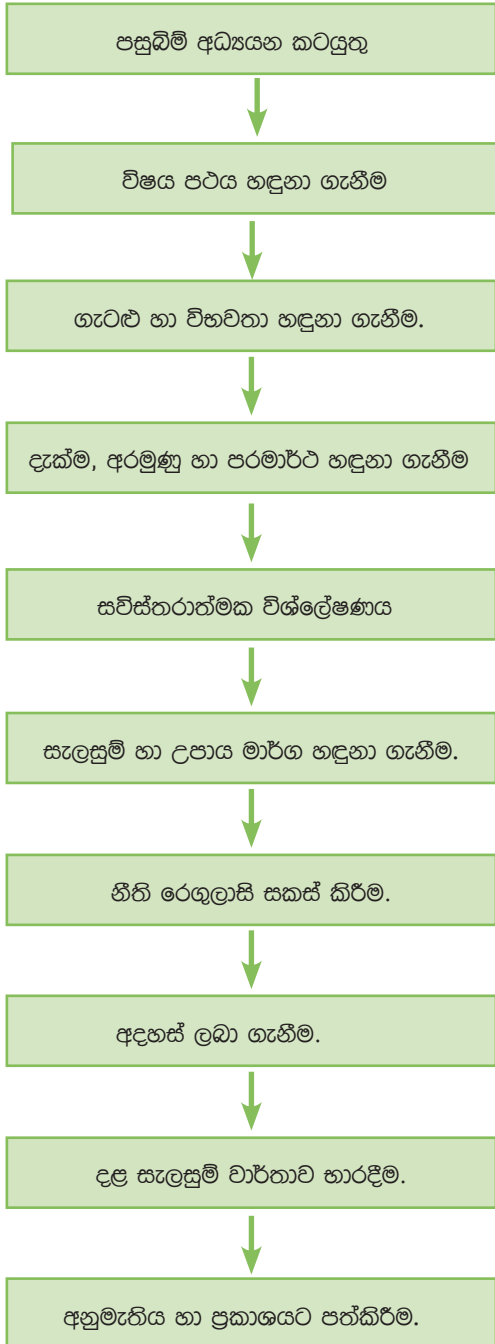 පසුබිම් අධ්‍යයන කටයුතු
විෂය පථය හඳුනා ගැනීම
ගැටළු හා විභවතා හඳුනා ගැනීම.
දැක්ම, අරමුණු හා පරමාර්ථ හඳුනා ගැනීම
සවිස්තරාත්මක විශ්ලේෂණය
සැලසුම් හා උපාය මාර්ග හඳුනා ගැනීම.
නීති රෙගුලාසි සකස් කිරීම.
අදහස් ලබා ගැනීම.
දළ සැලසුම් වාර්තාව භාරදීම.
අනුමැතිය හා ප්‍රකාශයට පත්කිරීම.